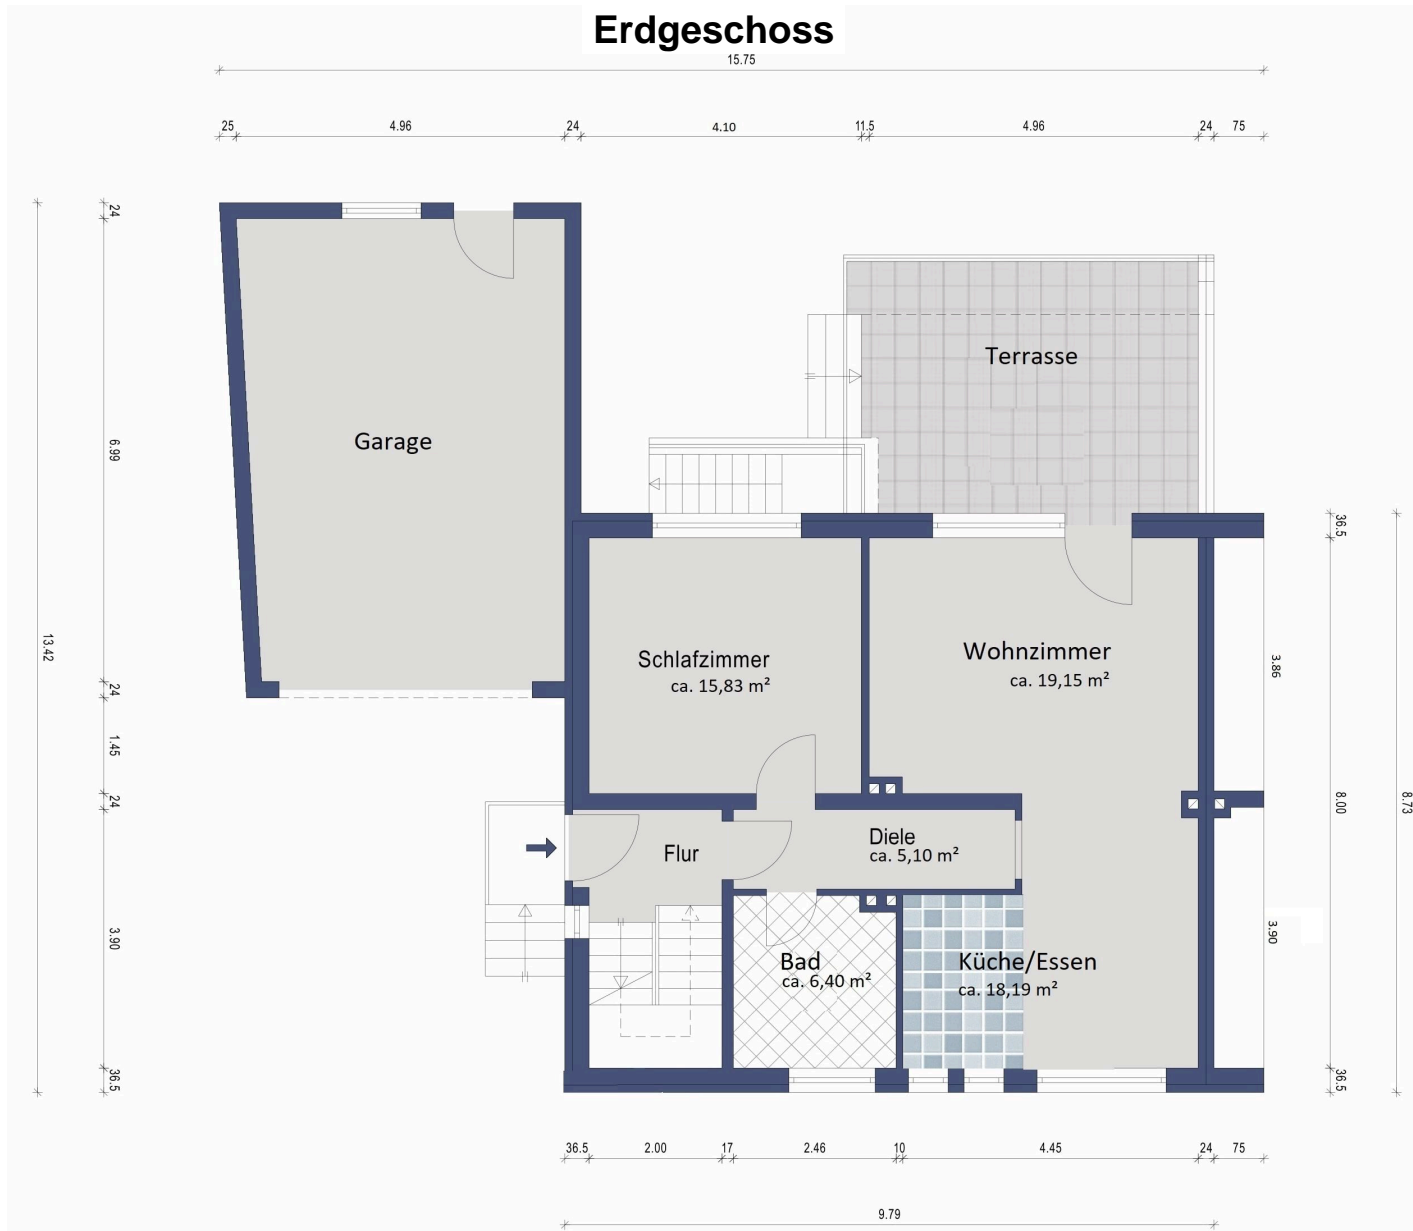 Erdgeschoss
15.75
25 4.96 24 4.10 11.5 4.96 24 75
24
6.99
24
1.45
24
3.90
36.5
13.42
Garage
Terrasse
Schlafzimmer
ca. 15,83 m²
Wohnzimmer
ca. 19,15 m²
Flur
Diele
ca. 5,10 m²
Bad
ca. 6,40 m²
Küche/Essen
ca. 18,19 m²
3.86
3.90
36.5
8.00
36.5
8.73
36.5 2.00 17 2.46 10 4.45 24 75
9.79